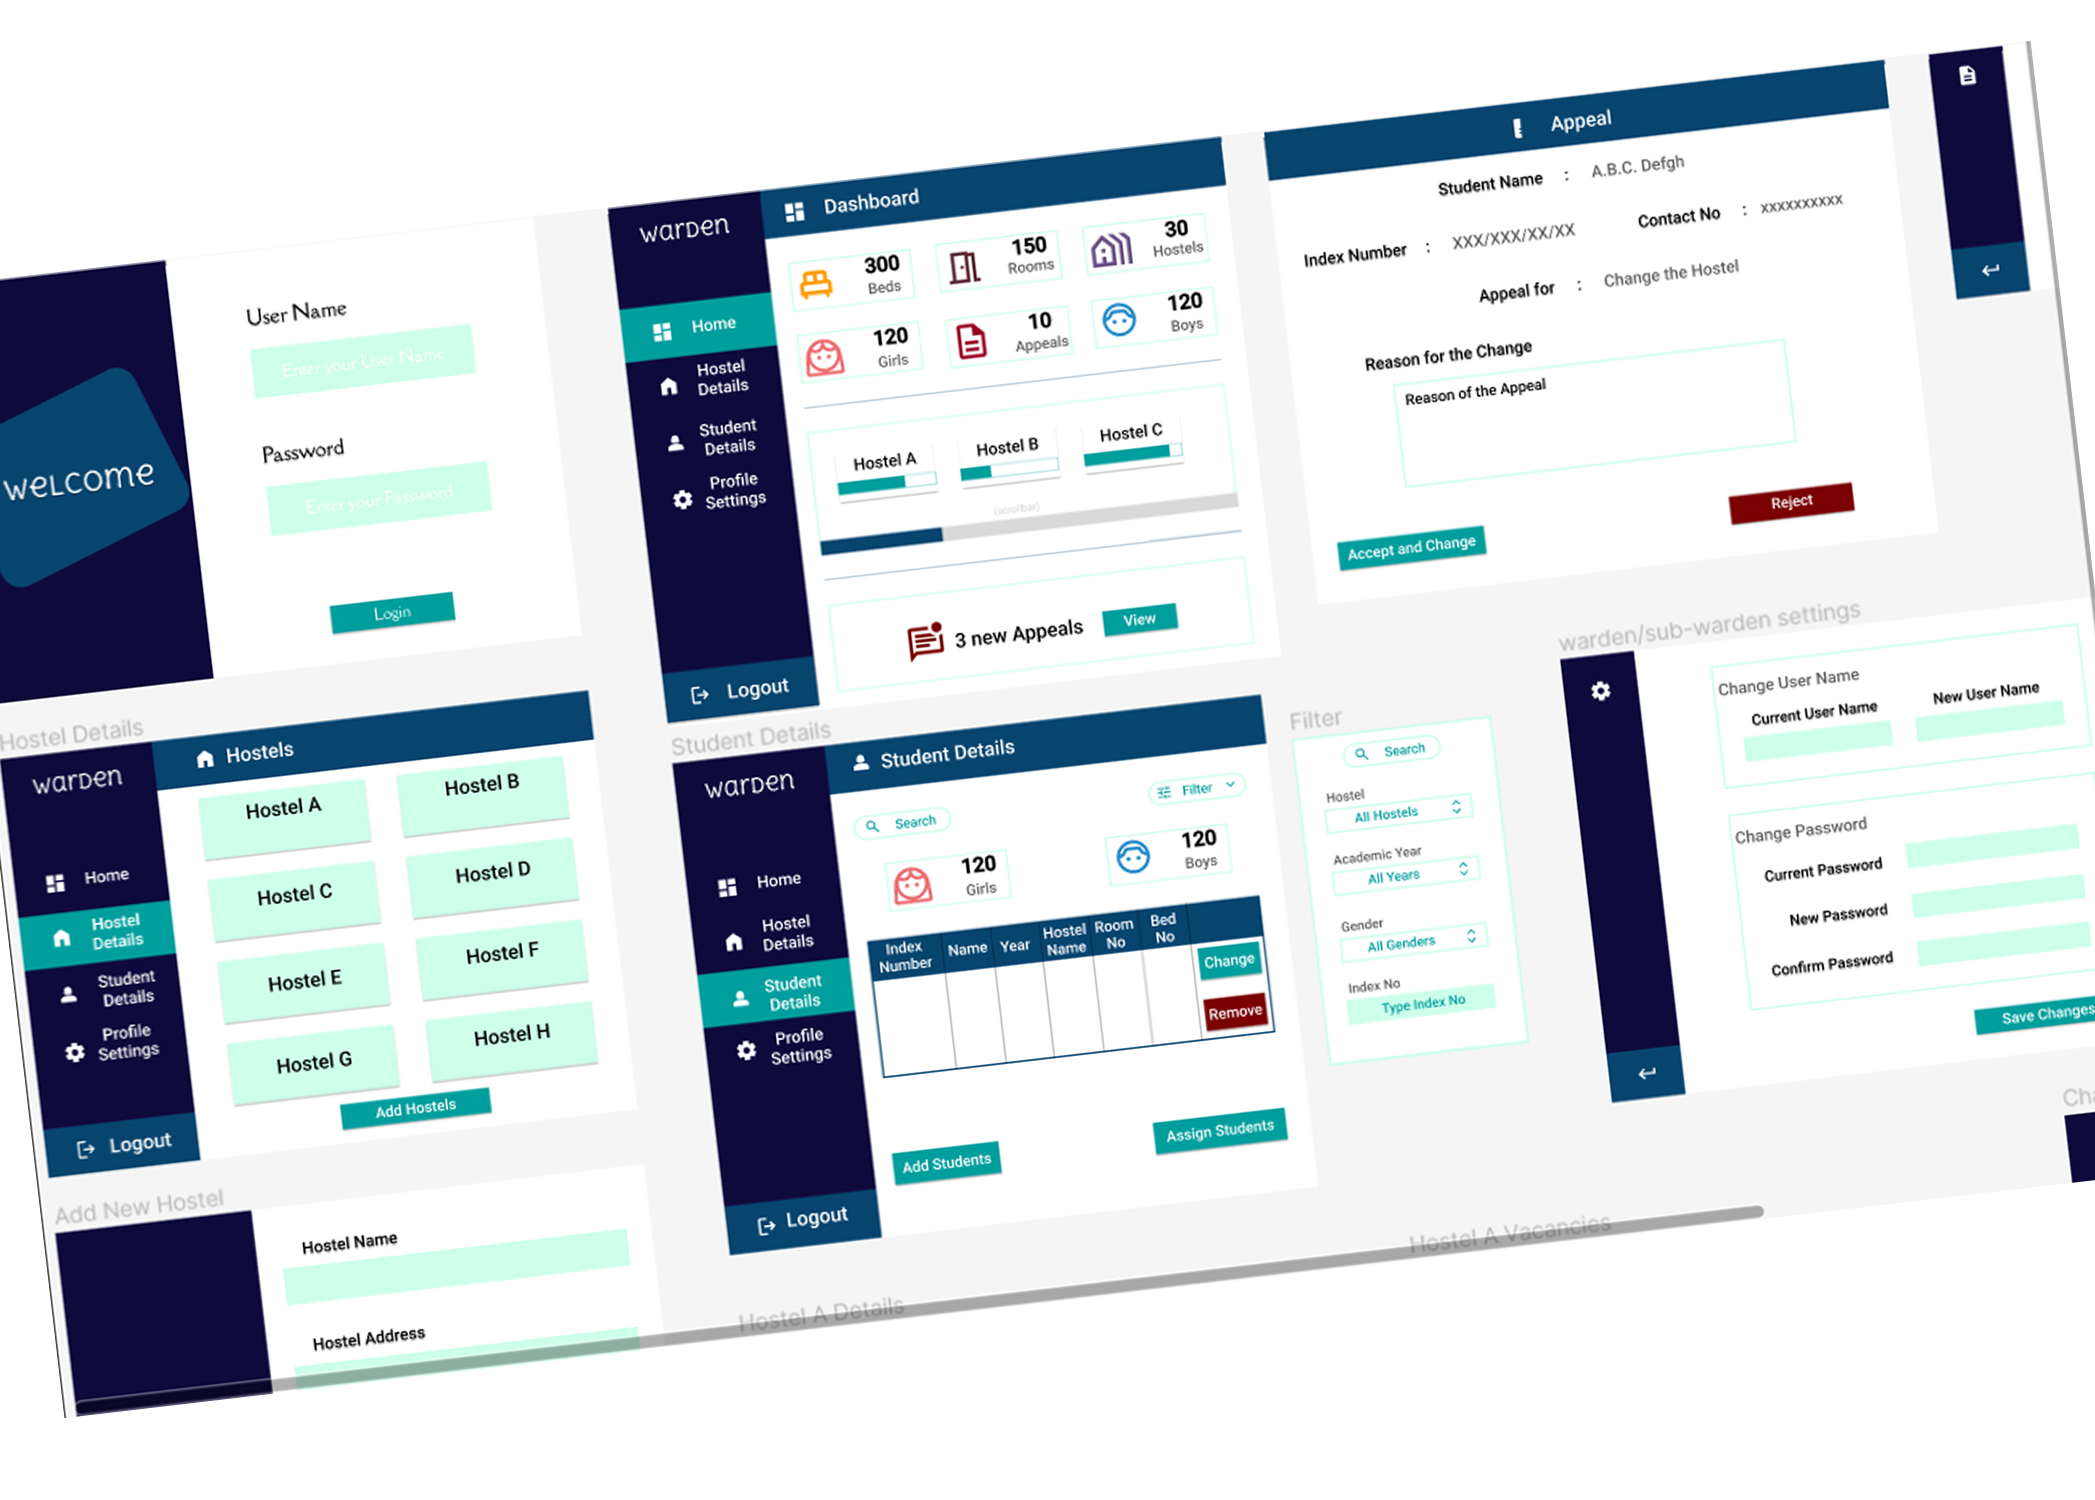 welcome
User Name
Enter your User Name
Password
Enter your Password
Login
warden
Home
Hostel
Details
Student
Details
Profile
Settings
Logout
Dashboard
300
Beds
150
Rooms
30
Hostels
120
Girls
10
Appeals
120
Boys
Hostel A
Hostel B
Hostel C
(scrollbar)
3 new Appeals
View
Appeal
Student Name : A.B.C. Defgh
Index Number : XXX/XXX/XX/XX
Contact No : xxxxxxxxxx
Appeal for : Change the Hostel
Reason for the Change
Reason of the Appeal
Accept and Change
Reject
Hostel Details
warden
Home
Hostel
Details
Student
Details
Profile
Settings
Logout
Hostels
Hostel A
Hostel B
Hostel C
Hostel D
Hostel E
Hostel F
Hostel G
Hostel H
Add Hostels
Student Details
warden
Home
Hostel
Details
Student
Details
Profile
Settings
Logout
Student Details
Search
Filter
120
Girls
120
Boys
Index
Number
Name
Year
Hostel
Name
Room
No
Bed
No
Change
Remove
Add Students
Assign Students
Filter
Search
Hostel
All Hostels
Academic Year
All Years
Gender
All Genders
Index No
Type Index No
warden/sub-warden settings
Change User Name
Current User Name
New User Name
Change Password
Current Password
New Password
Confirm Password
Save Changes
Add New Hostel
Hostel Name
Hostel Address
Hostel A Details
Hostel A Vacancies